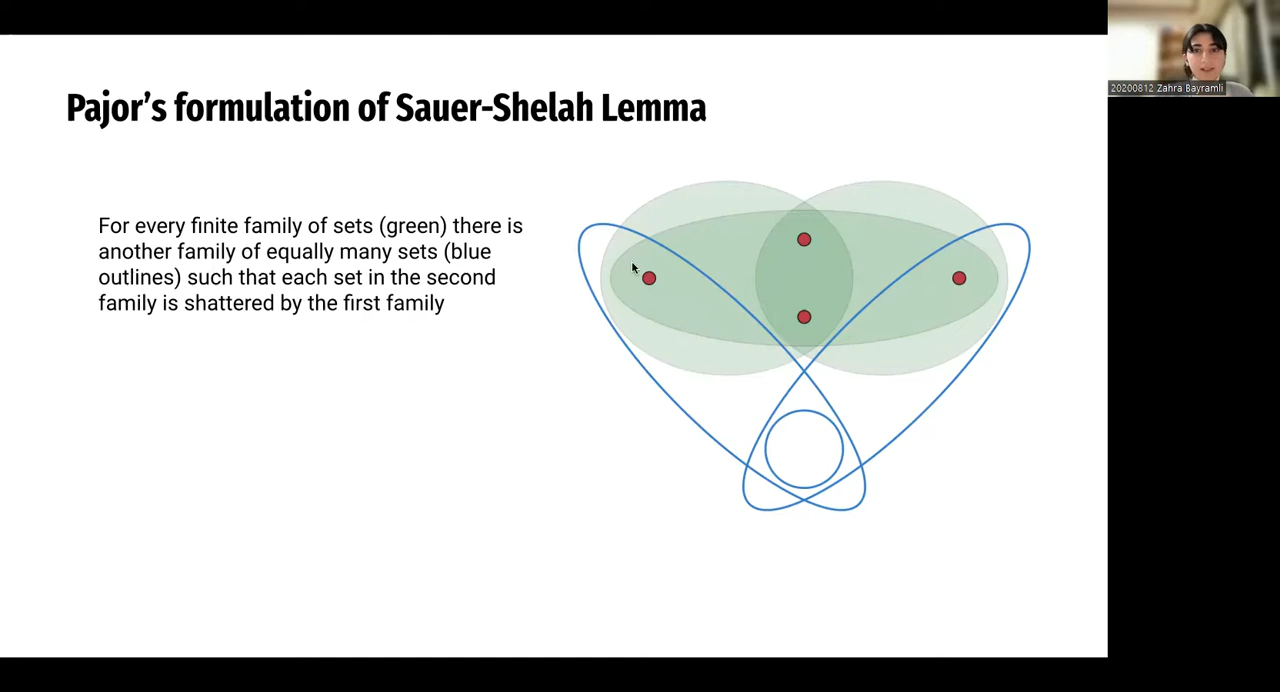 Pajor's formulation of Sauer-Shelah Lemma
For every finite family of sets (green) there is
another family of equally many sets (blue
outlines) such that each set in the second
family is shattered by the first family
20200812 Zahra Bayramli